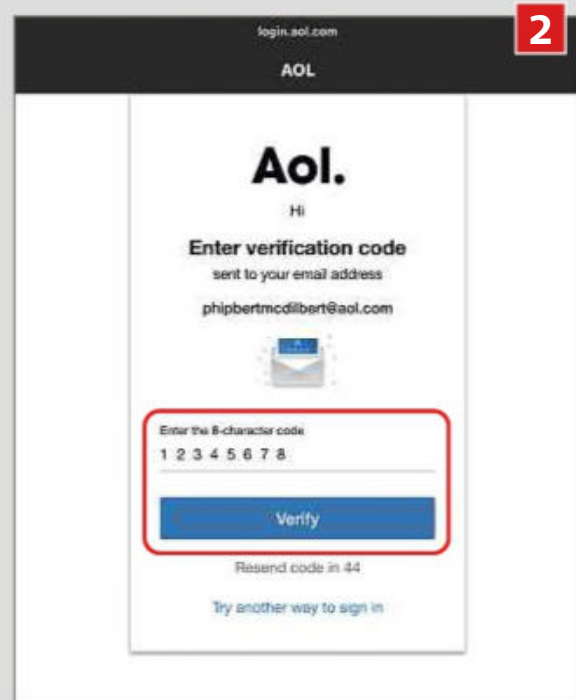 login.aol.com
2
AOL
Aol.
Hi
Enter verification code
sent to your email address
phipbertmcdilbert@aol.com
Enter the 8-character code
1 2 3 4 5 6 7 8
Verify
Resend code in 44
Try another way to sign in